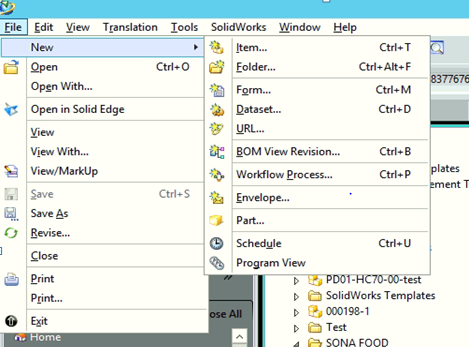 File Edit View Translation Tools SolidWorks Window Help
New
Open Ctrl+O
Open With...
Open in Solid Edge
View
View With...
View/MarkUp
Save Ctrl+S
Save As
Revise...
Close
Print
Print...
Exit
Item... Ctrl+T
Folder... Ctrl+Alt+F
Form... Ctrl+M
Dataset... Ctrl+D
URL...
BOM View Revision... Ctrl+B
Workflow Process... Ctrl+P
Envelope...
Part...
Schedule Ctrl+U
Program View
8377676
plates
ement T
PD01-HC70-00-test
SolidWorks Templates
000198-1
Test
SONA FOOD
ose All
Home